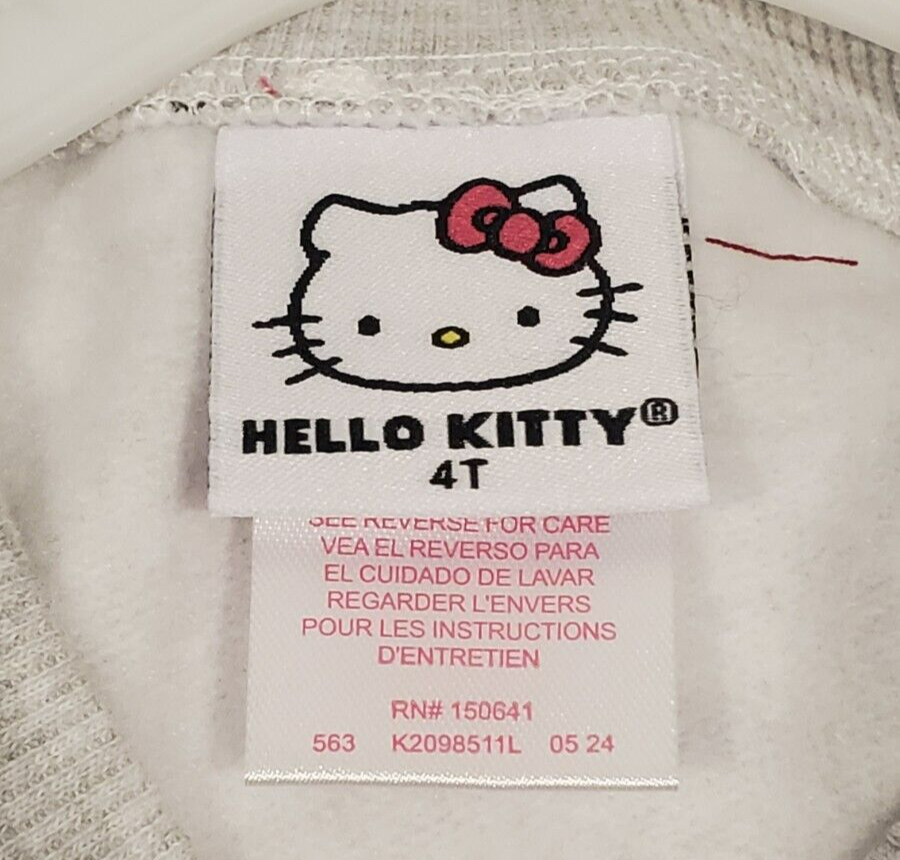 HELLO KITTY®
4T
SEE REVERSE FOR CARE
VEA EL REVERSO PARA
EL CUIDADO DE LAVAR
REGARDER L'ENVERS
POUR LES INSTRUCTIONS
D'ENTRETIEN
RN# 150641
563 K2098511L 05 24